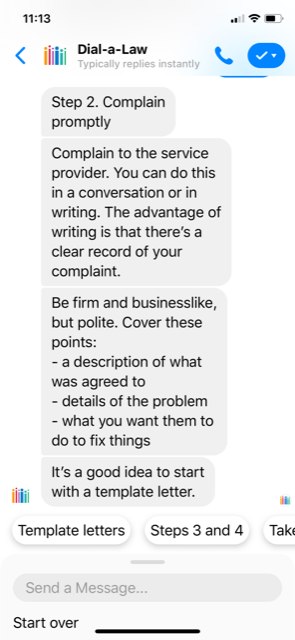 11:13
Dial-a-Law
Typically replies instantly
Step 2. Complain
promptly
Complain to the service
provider. You can do this
in a conversation or in
writing. The advantage of
writing is that there's a
clear record of your
complaint.
Be firm and businesslike,
but polite. Cover these
points:
- a description of what
was agreed to
- details of the problem
- what you want them to
do to fix things
It's a good idea to start
with a template letter.
Template letters Steps 3 and 4 Take
Send a Message...
Start over